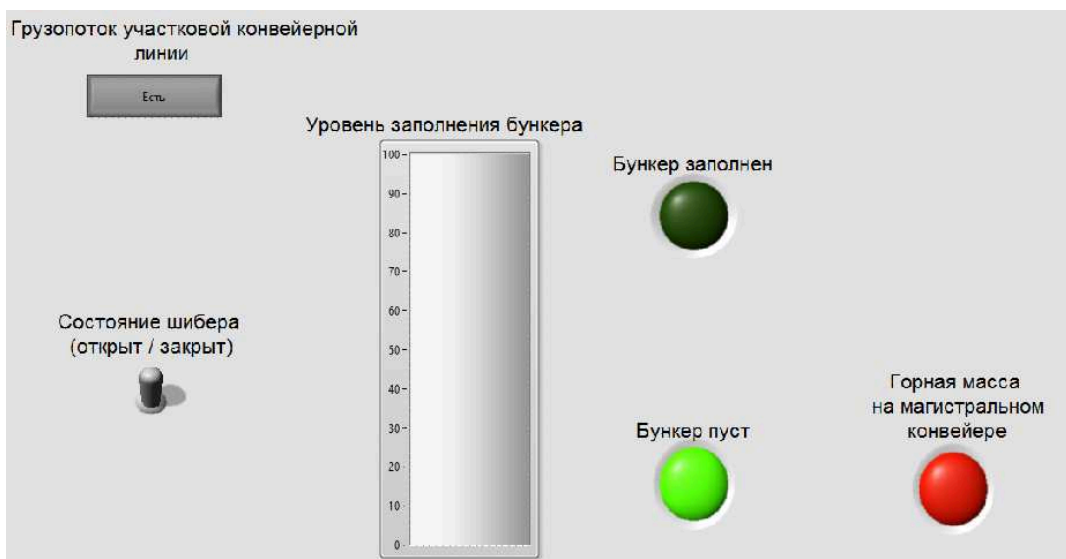 Грузопоток участковой конвейерной
линии
Есть
Уровень заполнения бункера
100
90
80
70
60
50
40
30
20
10
0
Бункер заполнен
Состояние шибера
(открыт / закрыт)
Бункер пуст
Горная масса
на магистральном
конвейере